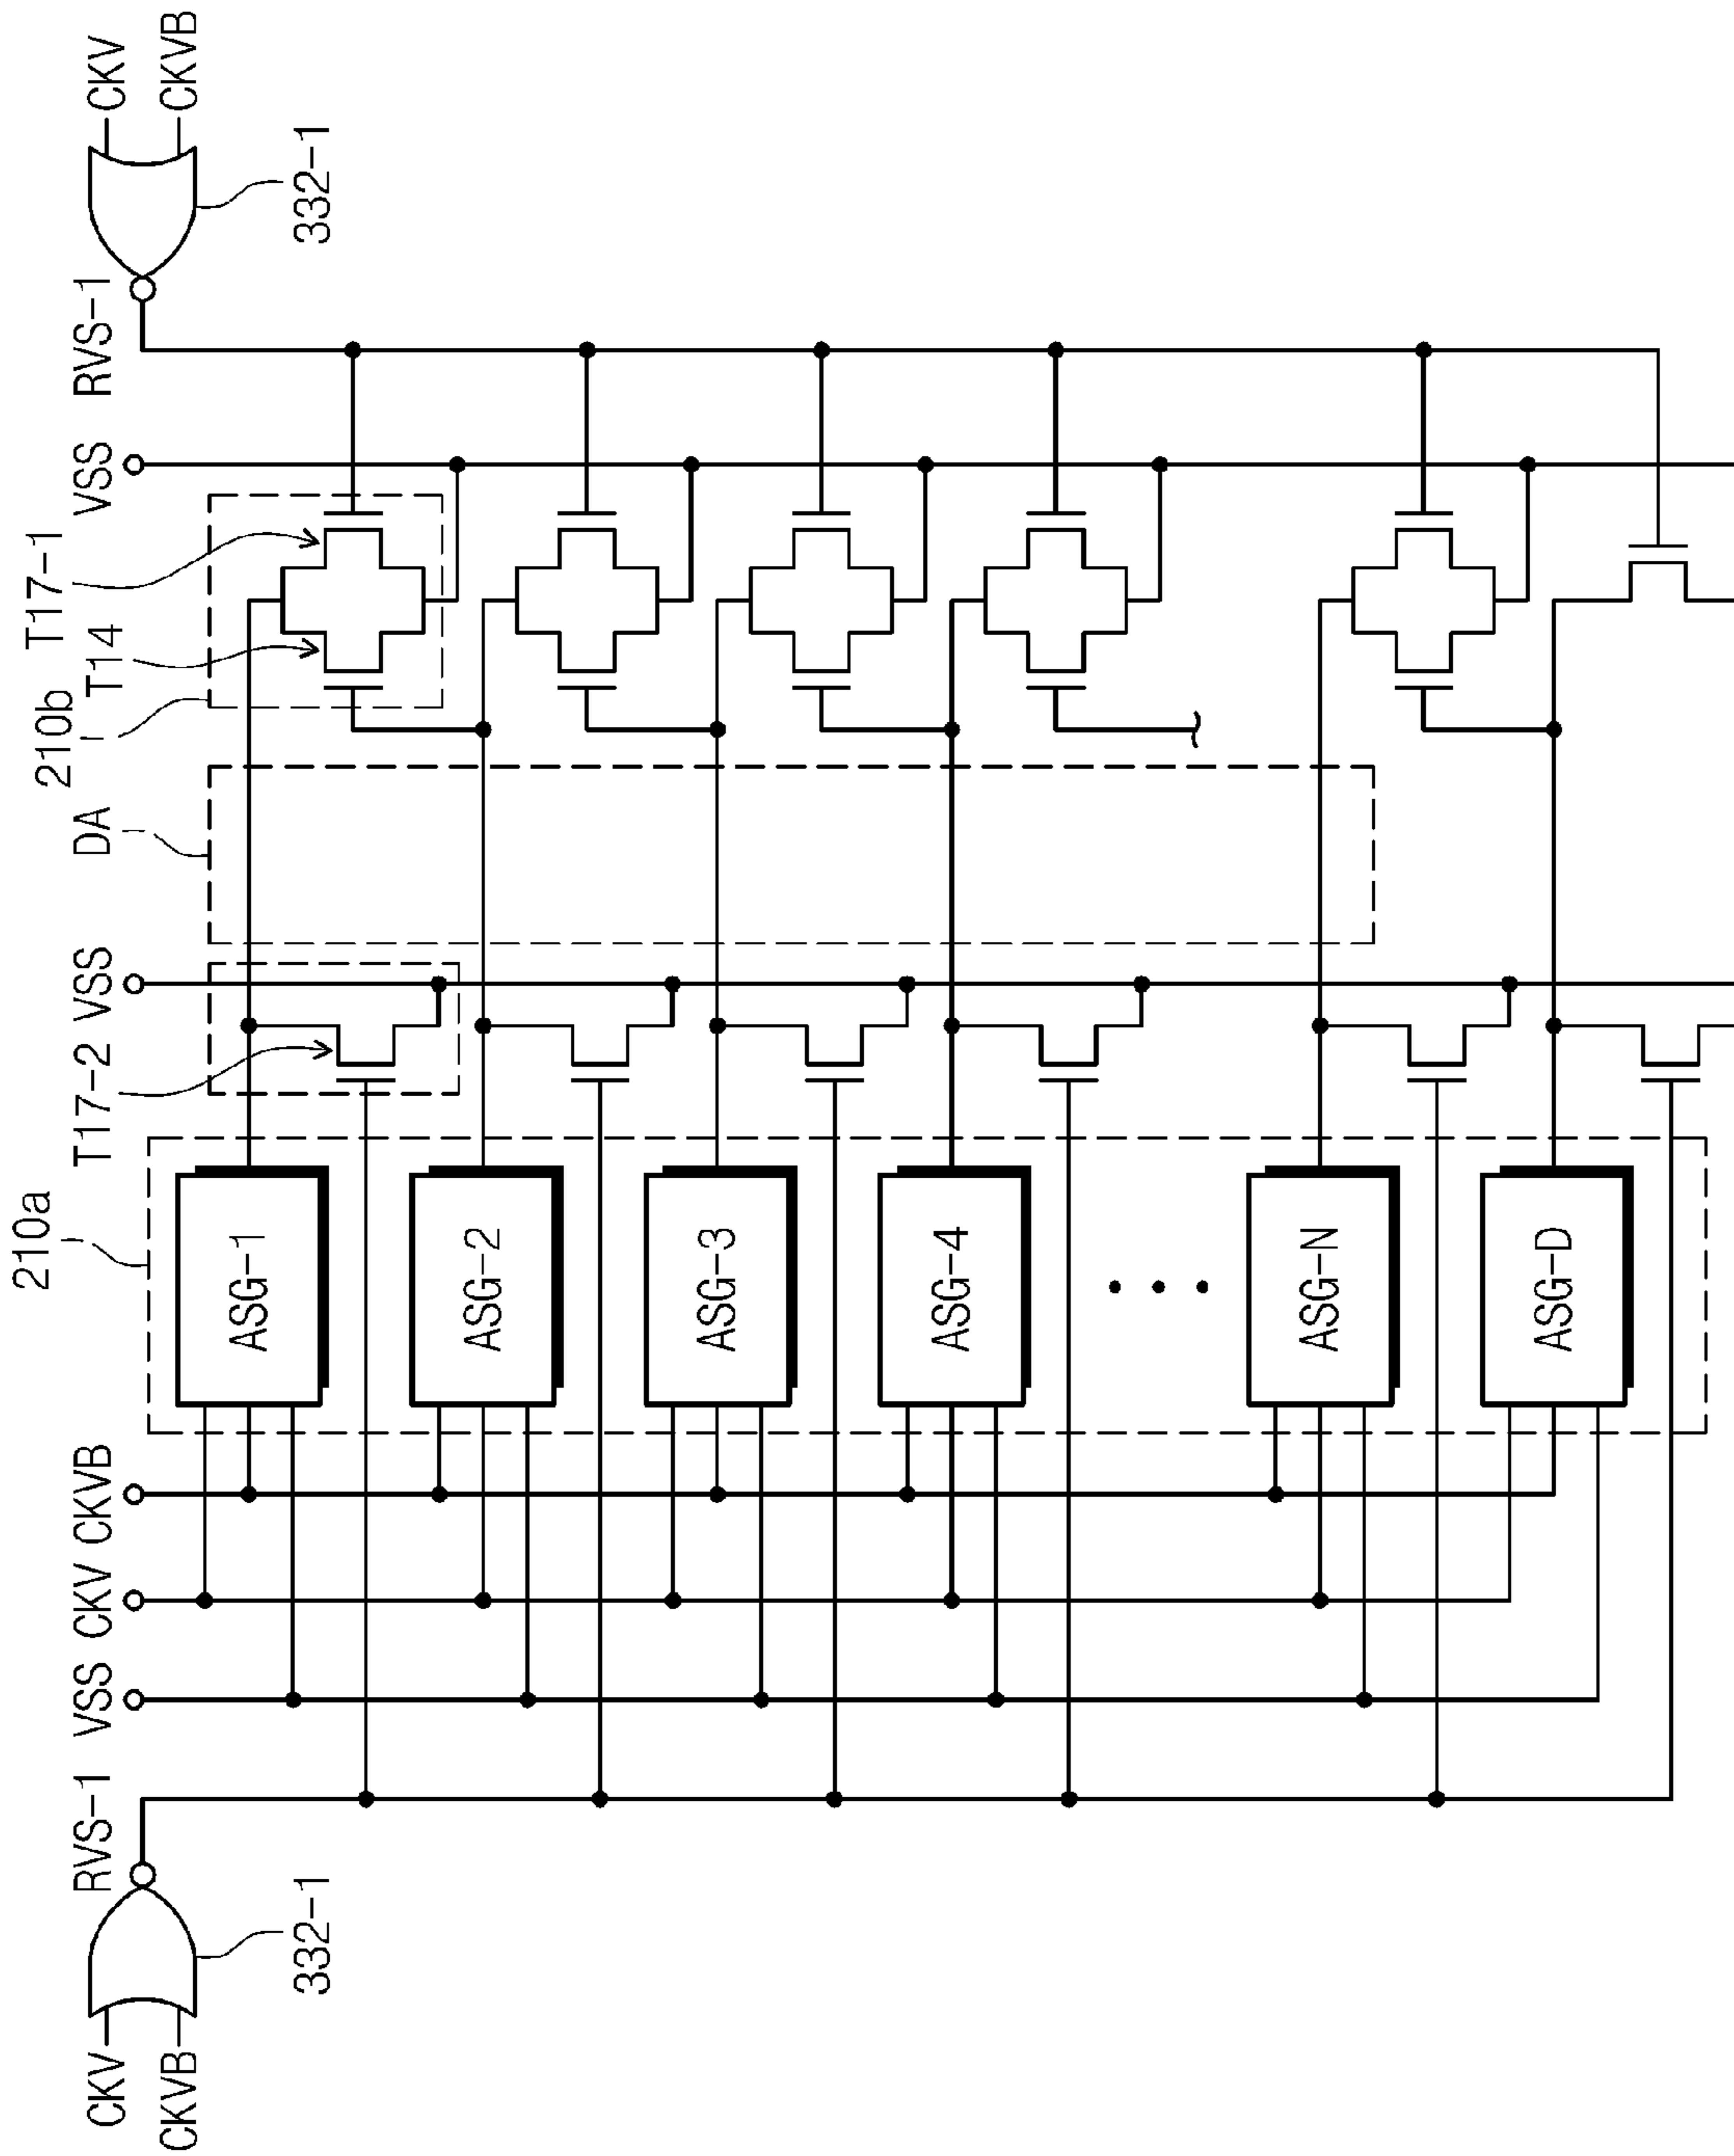 CKV
CKVB
332-1
RVS-1
VSS
CKV
CKVB
210a
T17-2
VSS
DA
210b
T14
T17-1
VSS
RVS-1
332-1
CKV
CKVB
ASG-1
ASG-2
ASG-3
ASG-4
ASG-N
ASG-D